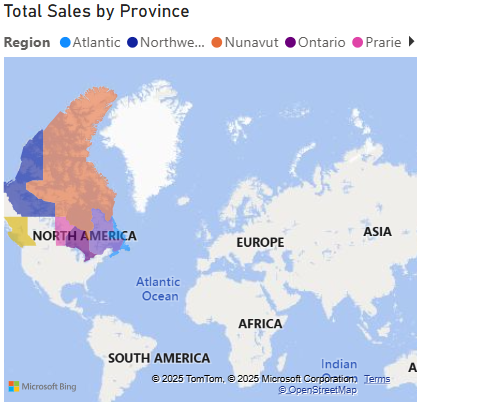 Total Sales by Province
Region Atlantic Northwe... Nunavut Ontario Prarie
NORTH AMERICA
EUROPE
ASIA
Atlantic
Ocean
AFRICA
SOUTH AMERICA
Indian
A
Microsoft Bing
© 2025 TomTom, © 2025 Microsoft Corporation Terms
© OpenStreetMap